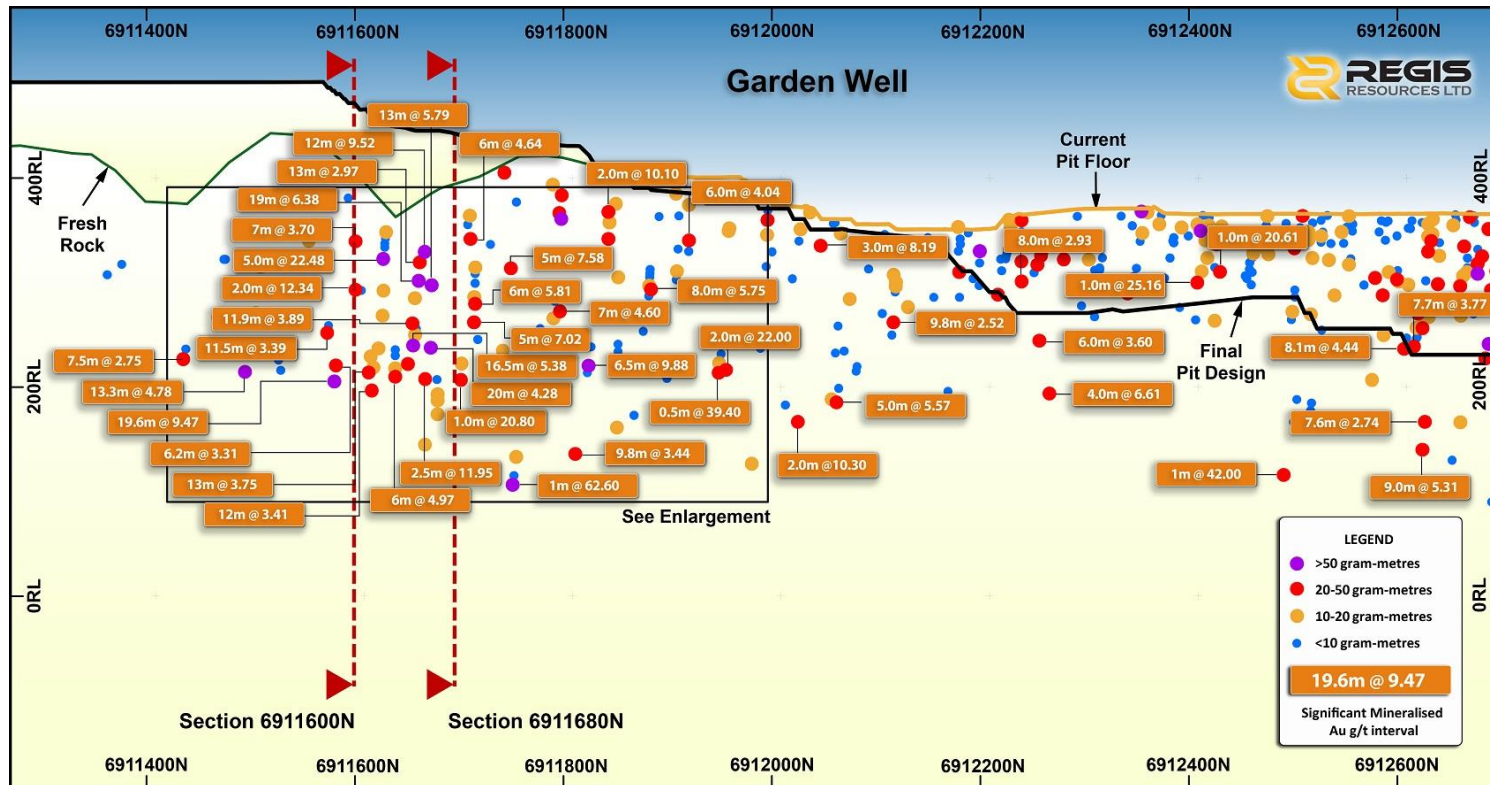 6911400N
6911600N
6911800N
6912000N
6912200N
6912400N
6912600N
Garden Well
REGIS
RESOURCES LTD
13m @ 5.79
12m @ 9.52
6m @ 4.64
13m @ 2.97
2.0m @ 10.10
19m @ 6.38
6.0m @ 4.04
7m @ 3.70
5.0m @ 22.48
2.0m @ 12.34
11.9m @ 3.89
11.5m @ 3.39
7.5m @ 2.75
13.3m @ 4.78
19.6m @ 9.47
6.2m @ 3.31
13m @ 3.75
12m @ 3.41
5m @ 7.58
6m @ 5.81
8.0m @ 5.75
7m @ 4.60
5m @ 7.02
2.0m @ 22.00
16.5m @ 5.38
6.5m @ 9.88
20m @ 4.28
0.5m @ 39.40
1.0m @ 20.80
9.8m @ 3.44
2.5m @ 11.95
1m @ 62.60
6m @ 4.97
Current
Pit Floor
3.0m @ 8.19
8.0m @ 2.93
1.0m @ 20.61
1.0m @ 25.16
7.7m @ 3.77
9.8m @ 2.52
6.0m @ 3.60
8.1m @ 4.44
Final
Pit Design
5.0m @ 5.57
4.0m @ 6.61
7.6m @ 2.74
2.0m @10.30
1m @ 42.00
9.0m @ 5.31
Fresh
Rock
400RL
200RL
0RL
400RL
200RL
0RL
See Enlargement
LEGEND
>50 gram-metres
20-50 gram-metres
10-20 gram-metres
<10 gram-metres
19.6m @ 9.47
Significant Mineralised
Au g/t interval
Section 6911600N
Section 6911680N
6911400N
6911600N
6911800N
6912000N
6912200N
6912400N
6912600N